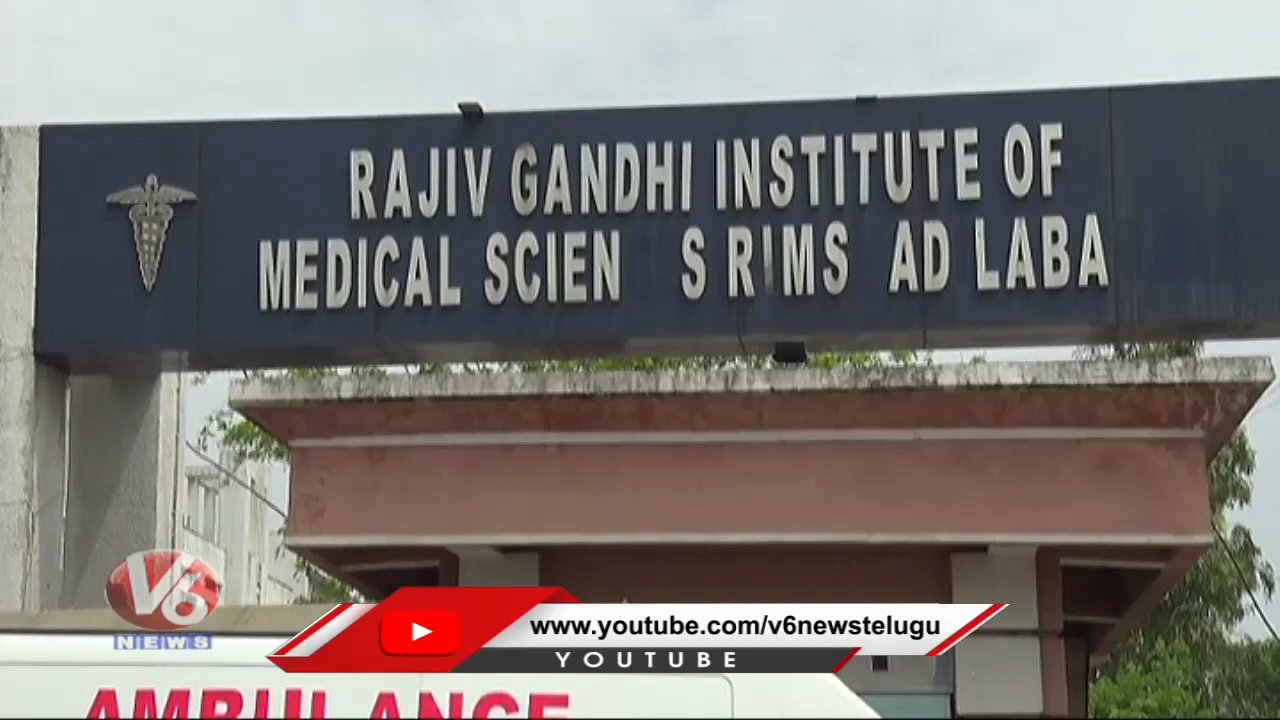 RAJIV GANDHI INSTITUTE OF
MEDICAL SCIEN S RIMS AD LABA
V6
NEWS
www.youtube.com/v6newstelugu
YOUTUBE
AMBULANCE